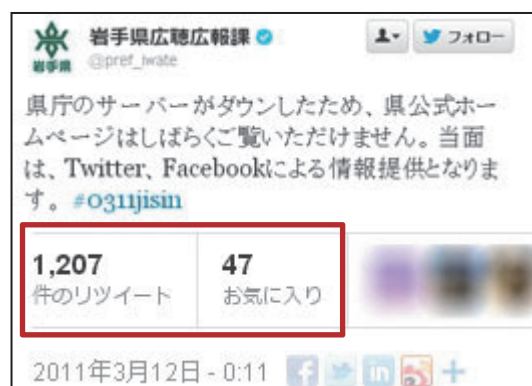 岩手県広聴広報課
フォロー
岩手県
@pref_iwate
県庁のサーバーがダウンしたため、県公式ホー
ムページはしばらくご覧いただけません。当面
は、Twitter、Facebookによる情報提供となりま
す。 #0311jisin
1,207
47
件のリツイート
お気に入り
2011年3月12日 - 0:11